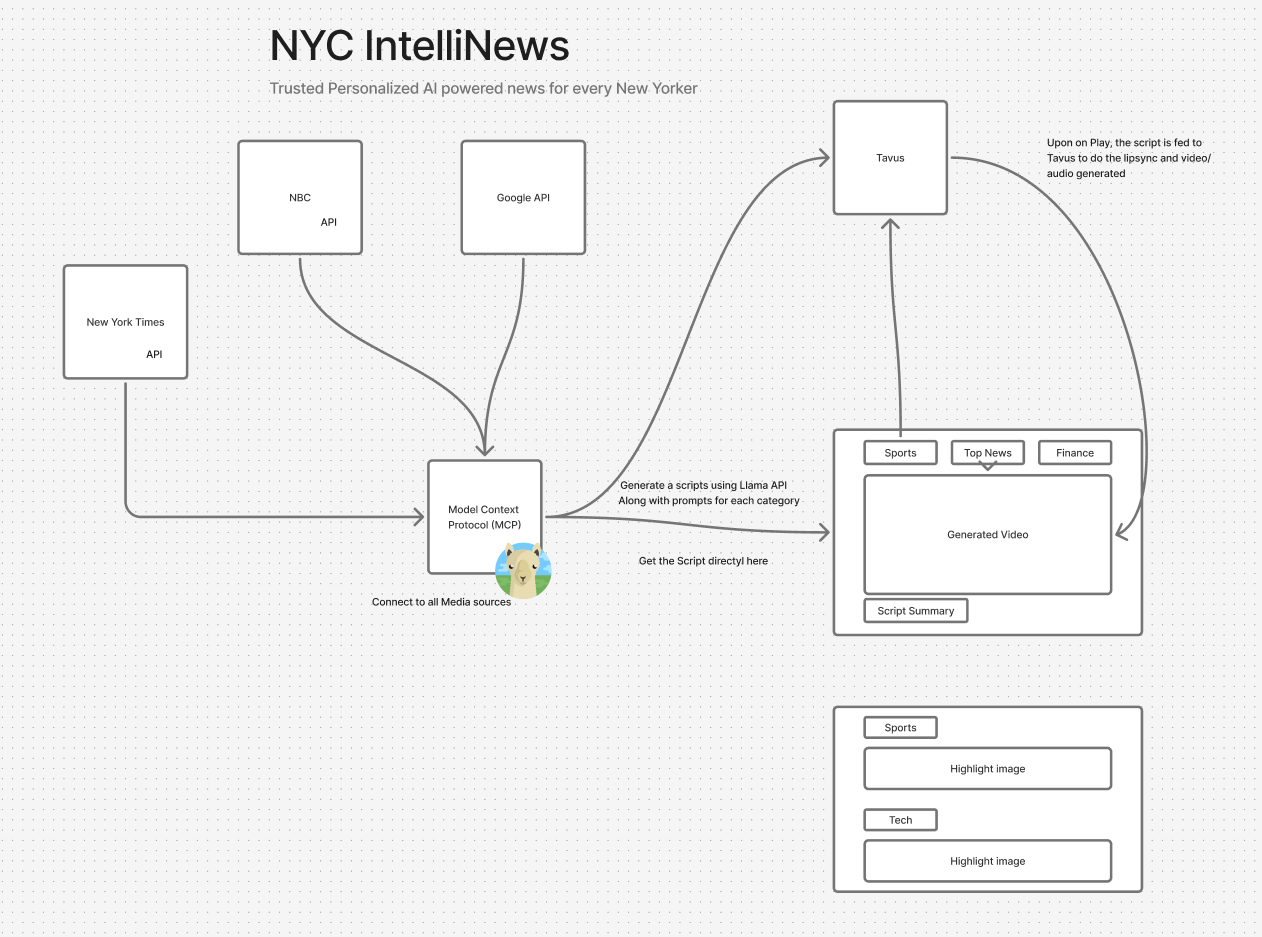 NYC IntelliNews
Trusted Personalized AI powered news for every New Yorker
NBC
API
Google API
New York Times
API
Model Context
Protocol (MCP)
Connect to all Media sources
Generate a scripts using Llama API
Along with prompts for each category
Get the Script directyl here
Tavus
Upon on Play, the script is fed to
Tavus to do the lipsync and video/
audio generated
Sports
Top News
Finance
Generated Video
Script Summary
Sports
Highlight image
Tech
Highlight image